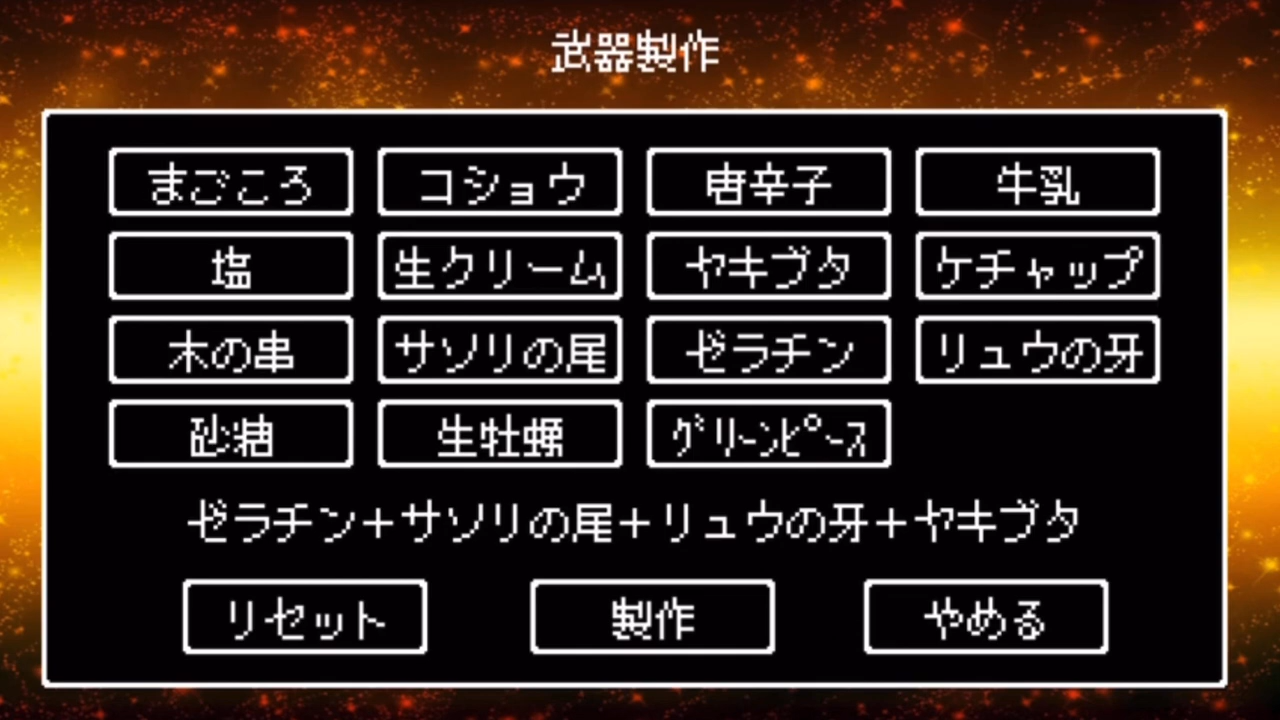 武器製作
まごころ コショウ 唐辛子 牛乳
塩 生クリーム ヤキブタ ケチャップ
木の串 サソリの尾 ゼラチン リュウの牙
砂糖 生牡蠣 ｸﾞﾘｰﾝﾋﾟｰｽ
ゼラチン＋サソリの尾＋リュウの牙＋ヤキブタ
リセット 製作 やめる